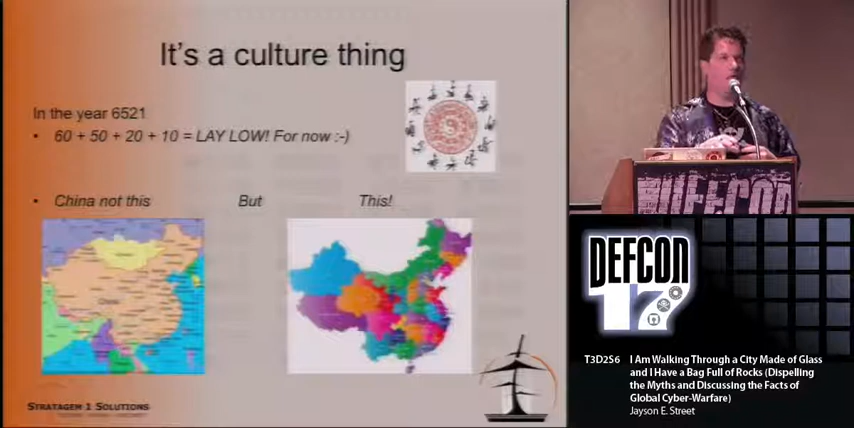 It's a culture thing
In the year 6521
• 60 + 50 + 20 + 10 = LAY LOW! For now :-)
• China not this But This!
China
STRATAGEM 1 SOLUTIONS
DEFCON
DEFCON
17
T3D2S6 I Am Walking Through a City Made of Glass
and I Have a Bag Full of Rocks (Dispelling
the Myths and Discussing the Facts of
Global Cyber-Warfare)
Jayson E. Street